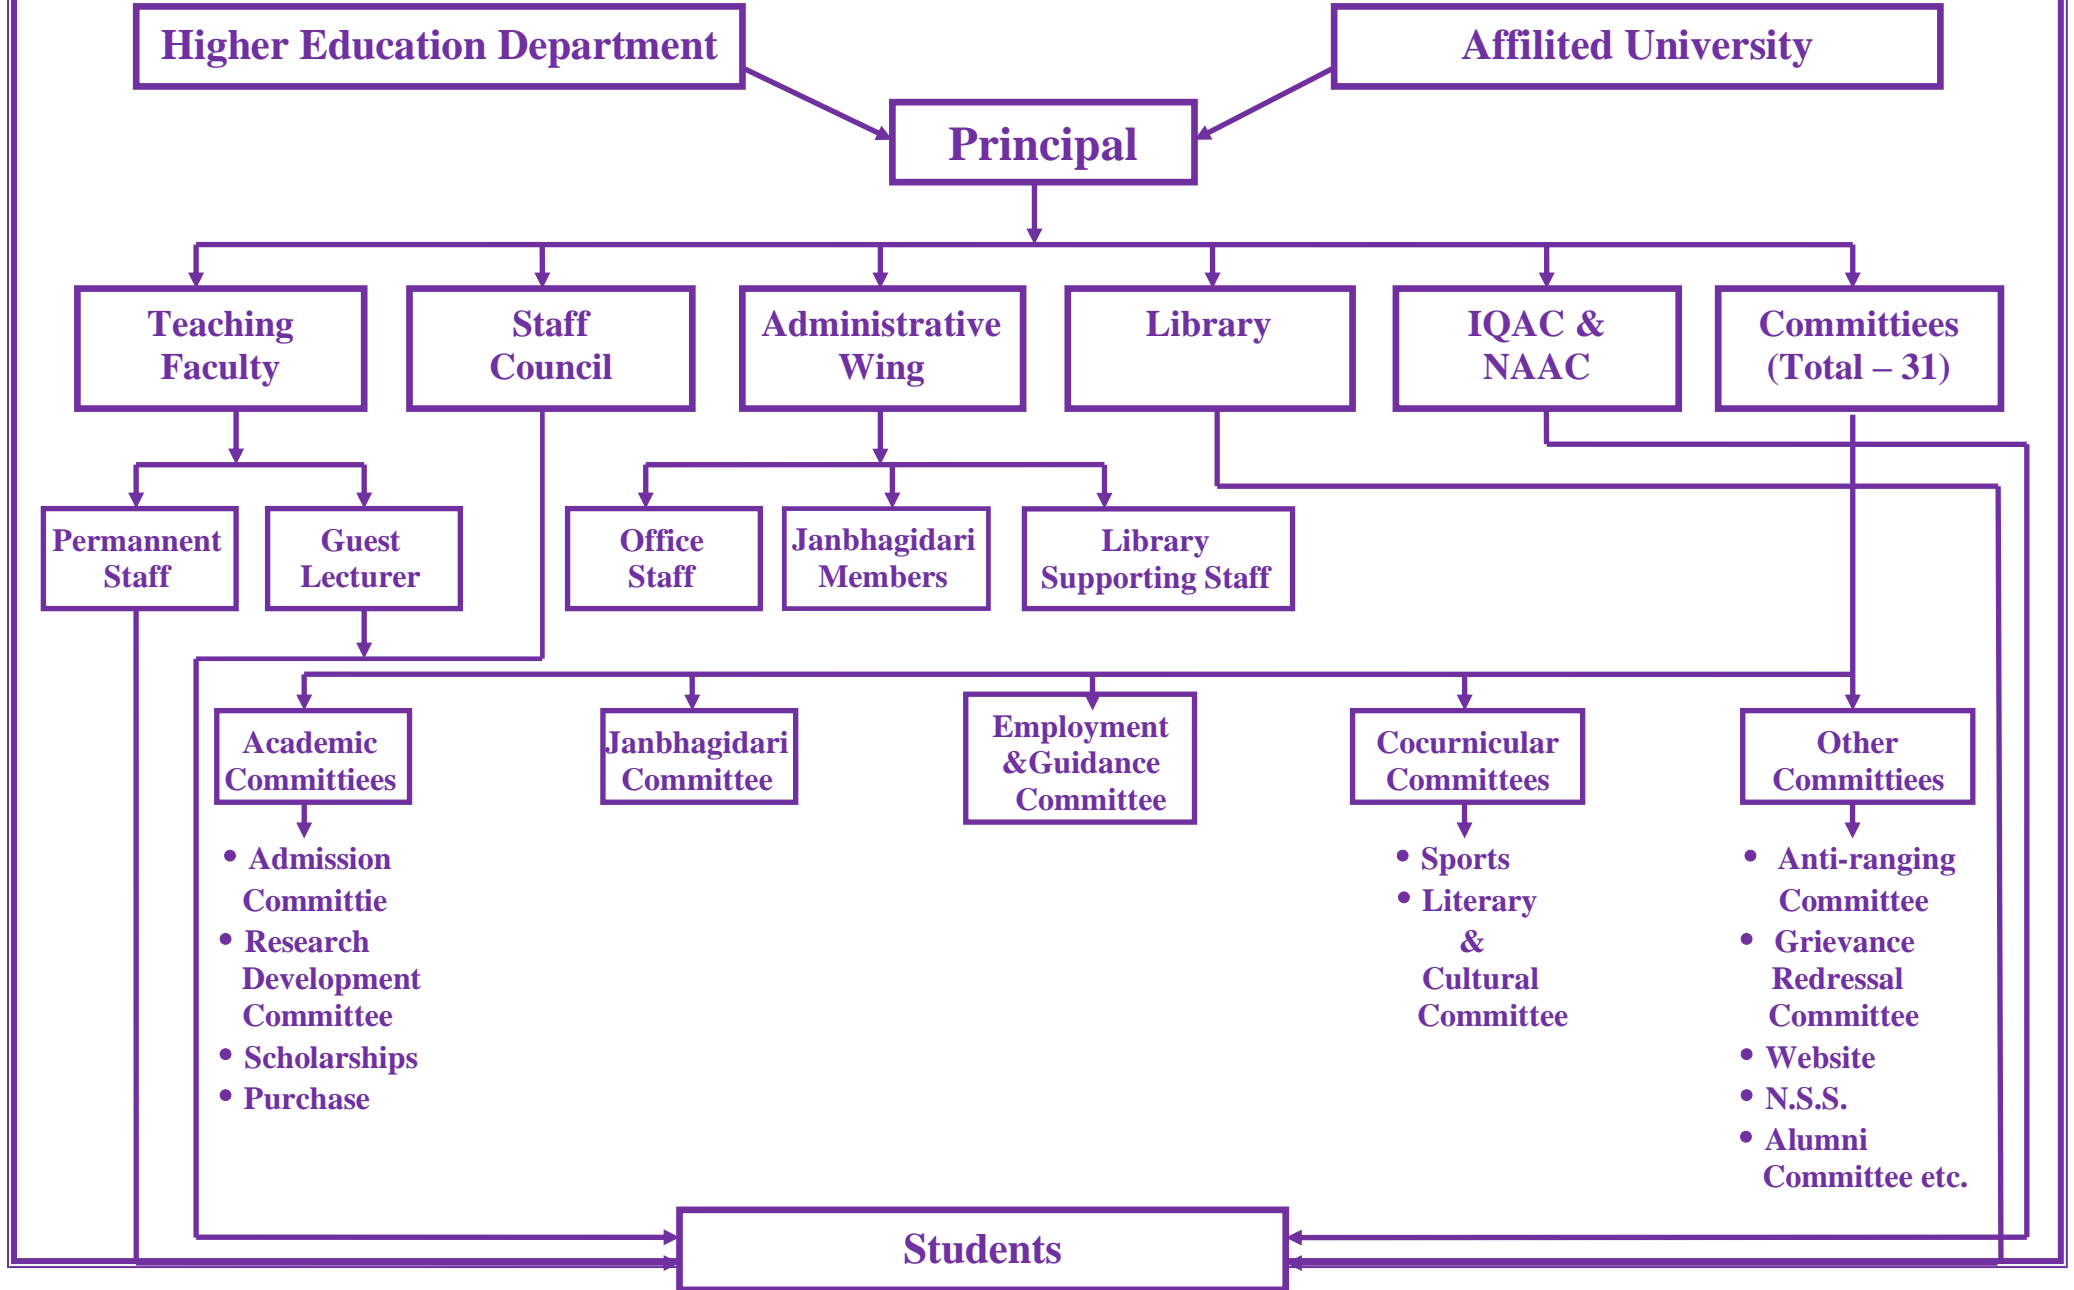 Higher Education Department
Affilited University
Principal
Teaching
Faculty
Staff
Council
Administrative
Wing
Library
IQAC &
NAAC
Committiees
(Total – 31)
Permannent
Staff
Guest
Lecturer
Office
Staff
Janbhagidari
Members
Library
Supporting Staff
Academic
Committiees
Janbhagidari
Committee
Employment
&Guidance
Committee
Cocurnicular
Committees
Other
Committiees
• Admission
Committie
• Research
Development
Committee
• Scholarships
• Purchase
• Sports
• Literary
&
Cultural
Committee
• Anti-ranging
Committee
• Grievance
Redressal
Committee
• Website
• N.S.S.
• Alumni
Committee etc.
Students